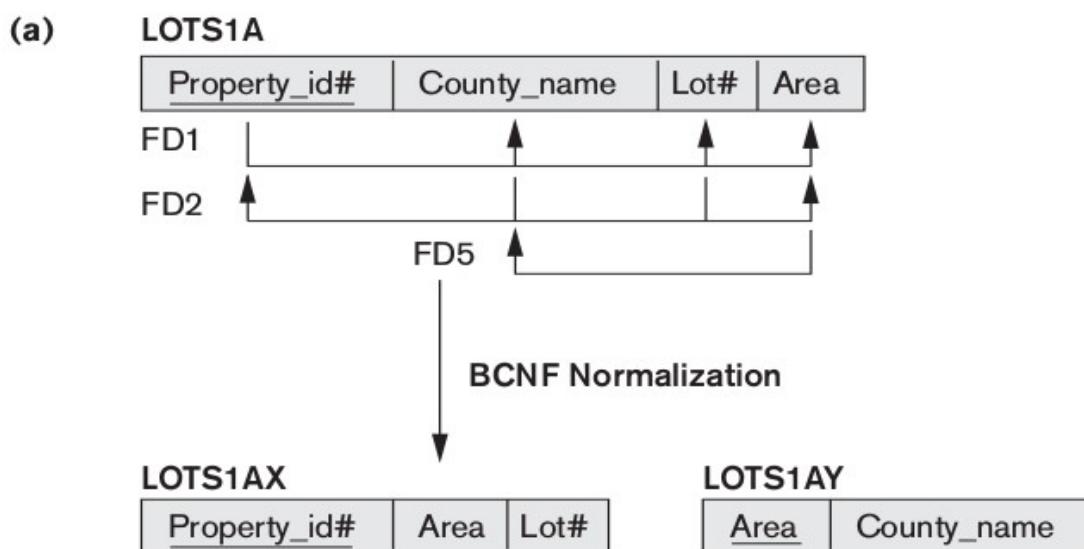 (a) LOTS1A
Property_id# County_name Lot# Area
FD1
FD2
FD5
BCNF Normalization
LOTS1AX LOTS1AY
Property_id# Area Lot# Area County_name